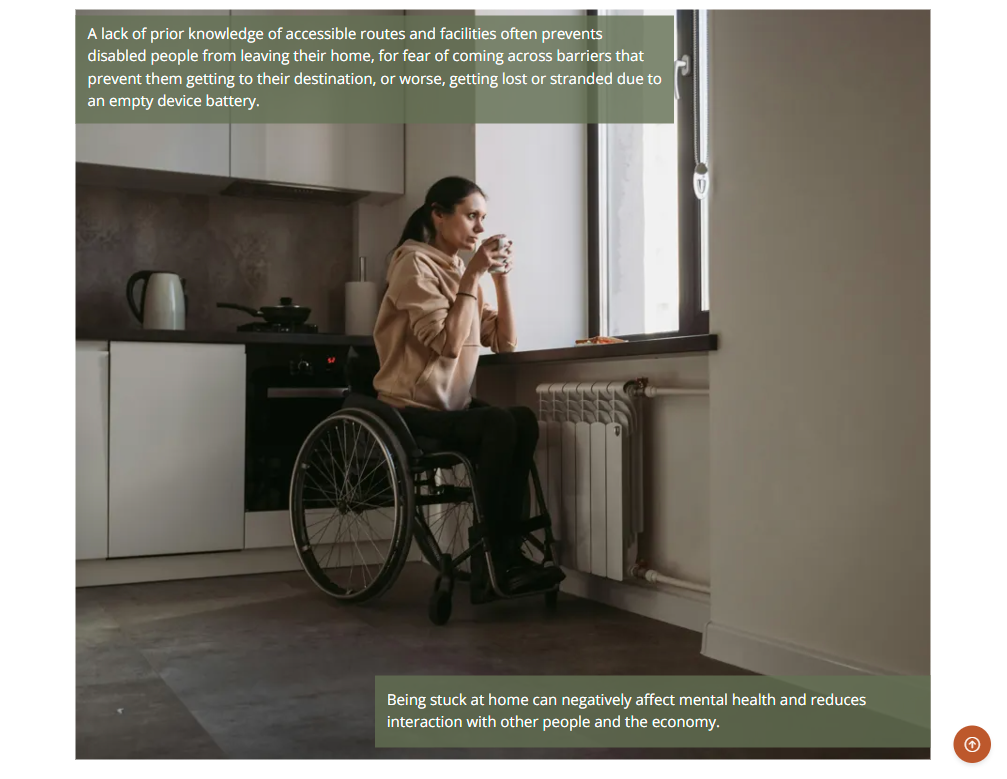 A lack of prior knowledge of accessible routes and facilities often prevents
disabled people from leaving their home, for fear of coming across barriers that
prevent them getting to their destination, or worse, getting lost or stranded due to
an empty device battery.
Being stuck at home can negatively affect mental health and reduces
interaction with other people and the economy.